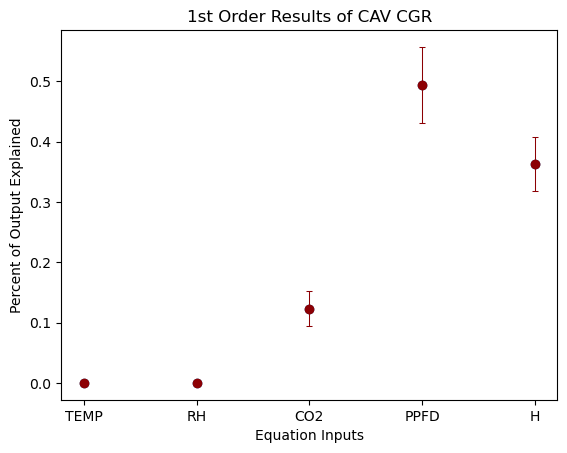 1st Order Results of CAV CGR
Percent of Output Explained
0.5
0.4
0.3
0.2
0.1
0.0
TEMP RH CO2 PPFD H
Equation Inputs